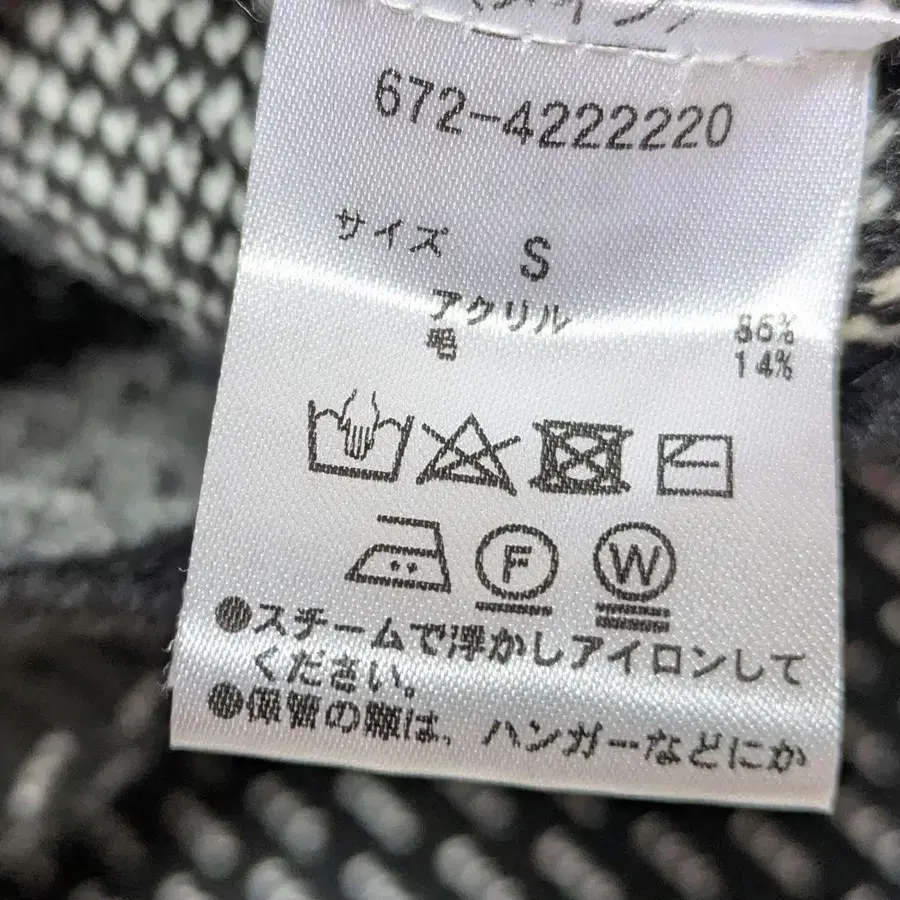 672-4222220
サイズ S
アクリル 86%
毛 14%
F W
●スチームで浮かしアイロンして
ください。
●保管の際は、ハンガーなどにか